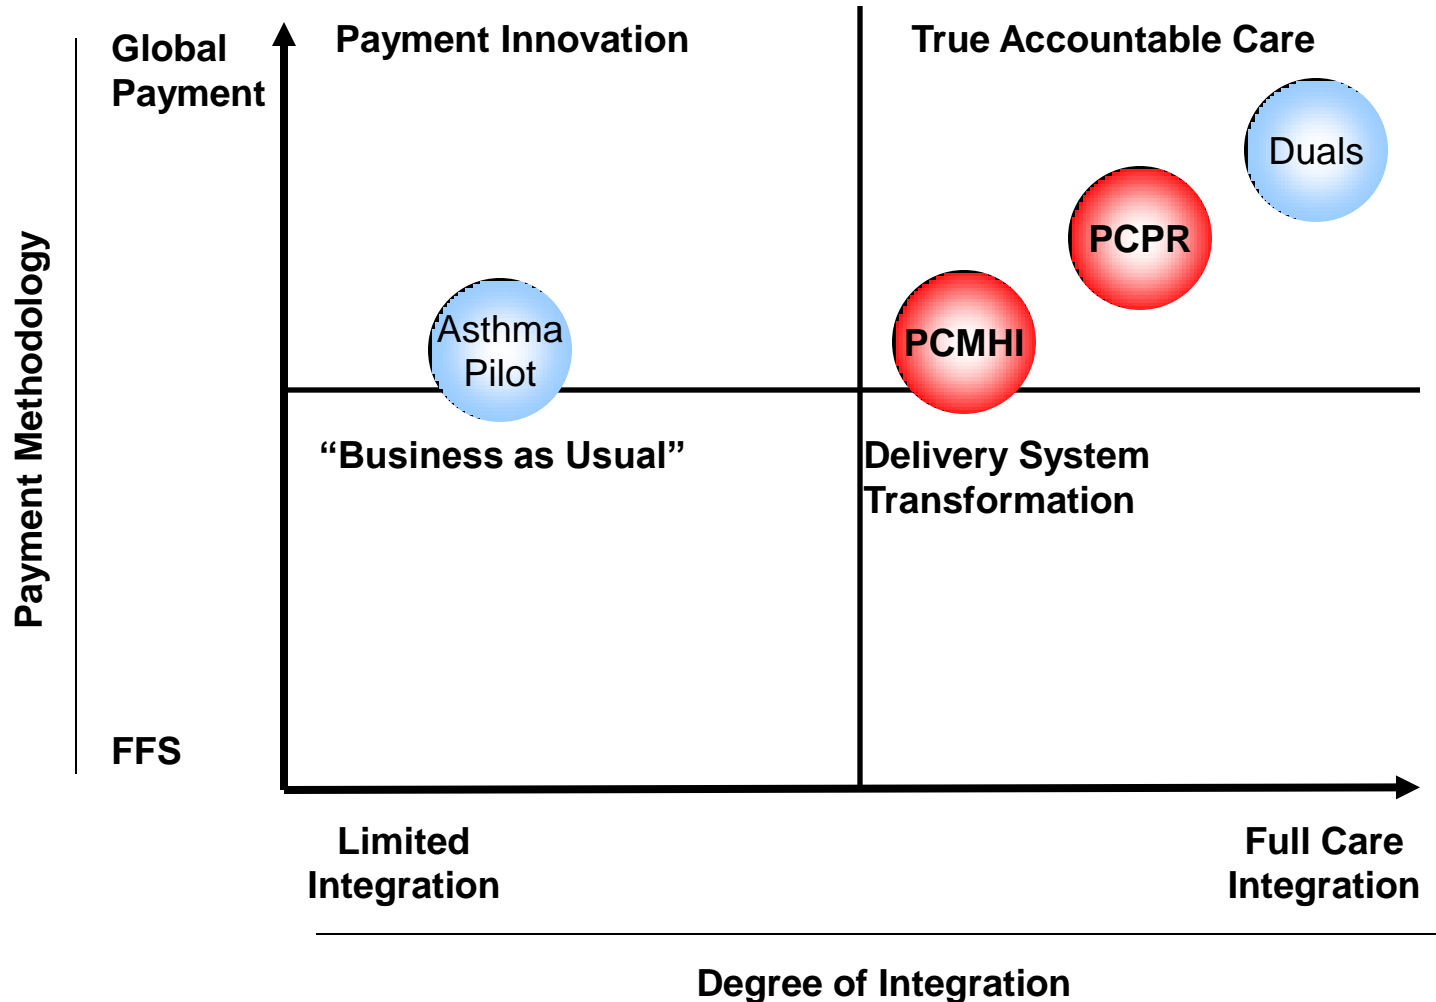 Global
Payment
Payment Innovation
True Accountable Care
Duals
PCPR
PCMHI
Asthma
Pilot
“Business as Usual”
Delivery System
Transformation
Payment Methodology
FFS
Limited
Integration
Full Care
Integration
Degree of Integration